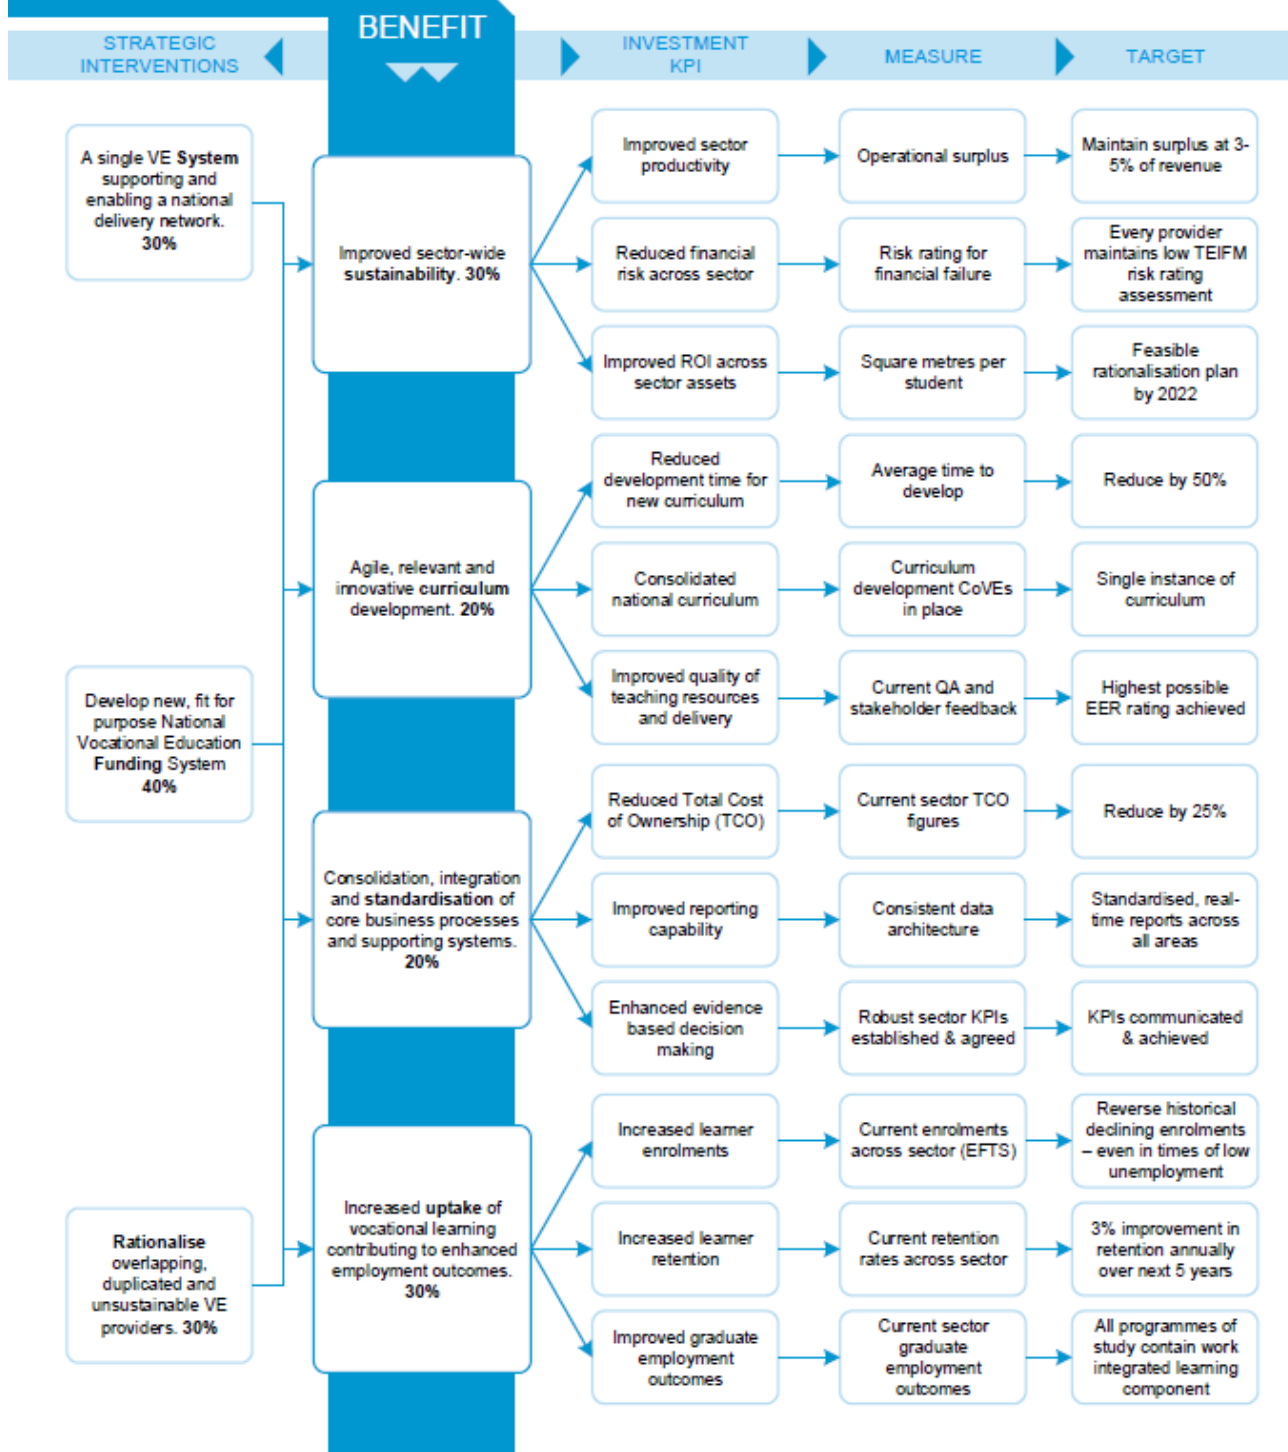 BENEFIT
STRATEGIC
INTERVENTIONS
INVESTMENT
KPI
MEASURE
TARGET
A single VE System
supporting and
enabling a national
delivery network.
30%
Develop new, fit for
purpose National
Vocational Education
Funding System
40%
Rationalise
overlapping,
duplicated and
unsustainable VE
providers. 30%
Improved sector-wide
sustainability. 30%
Improved sector
productivity
Operational surplus
Maintain surplus at 3-
5% of revenue
Reduced financial
risk across sector
Risk rating for
financial failure
Every provider
maintains low TEIFM
risk rating
assessment
Improved ROI across
sector assets
Square metres per
student
Feasible
rationalisation plan
by 2022
Agile, relevant and
innovative curriculum
development. 20%
Reduced
development time for
new curriculum
Average time to
develop
Reduce by 50%
Consolidated
national curriculum
Curriculum
development CoVEs
in place
Single instance of
curriculum
Improved quality of
teaching resources
and delivery
Current QA and
stakeholder feedback
Highest possible
EER rating achieved
Consolidation, integration
and standardisation of
core business processes
and supporting systems.
20%
Reduced Total Cost
of Ownership (TCO)
Current sector TCO
figures
Reduce by 25%
Improved reporting
capability
Consistent data
architecture
Standardised, real-
time reports across
all areas
Enhanced evidence
based decision
making
Robust sector KPIs
established & agreed
KPIs communicated
& achieved
Increased uptake of
vocational learning
contributing to enhanced
employment outcomes.
30%
Increased learner
enrolments
Current enrolments
across sector (EFTS)
Reverse historical
declining enrolments
– even in times of low
unemployment
Increased learner
retention
Current retention
rates across sector
3% improvement in
retention annually
over next 5 years
Improved graduate
employment
outcomes
Current sector
graduate
employment
outcomes
All programmes of
study contain work
integrated learning
component